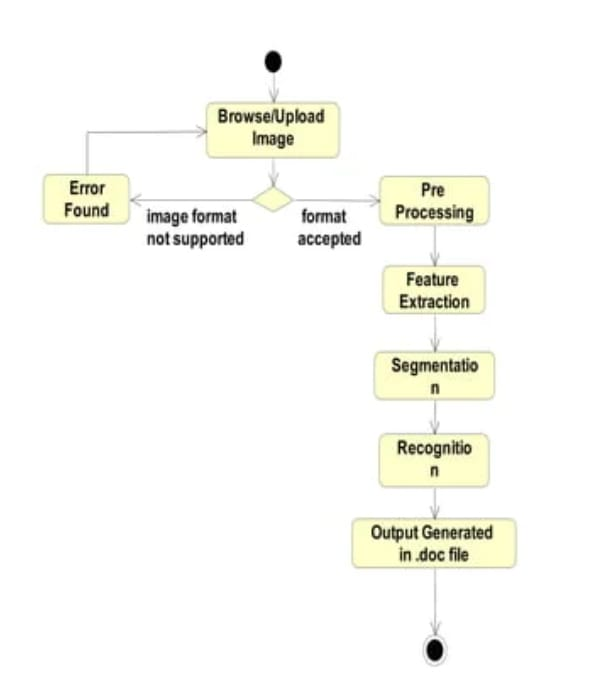 Browse/Upload
Image
Error
Found
image format
not supported
format
accepted
Pre
Processing
Feature
Extraction
Segmentatio
n
Recognitio
n
Output Generated
in .doc file